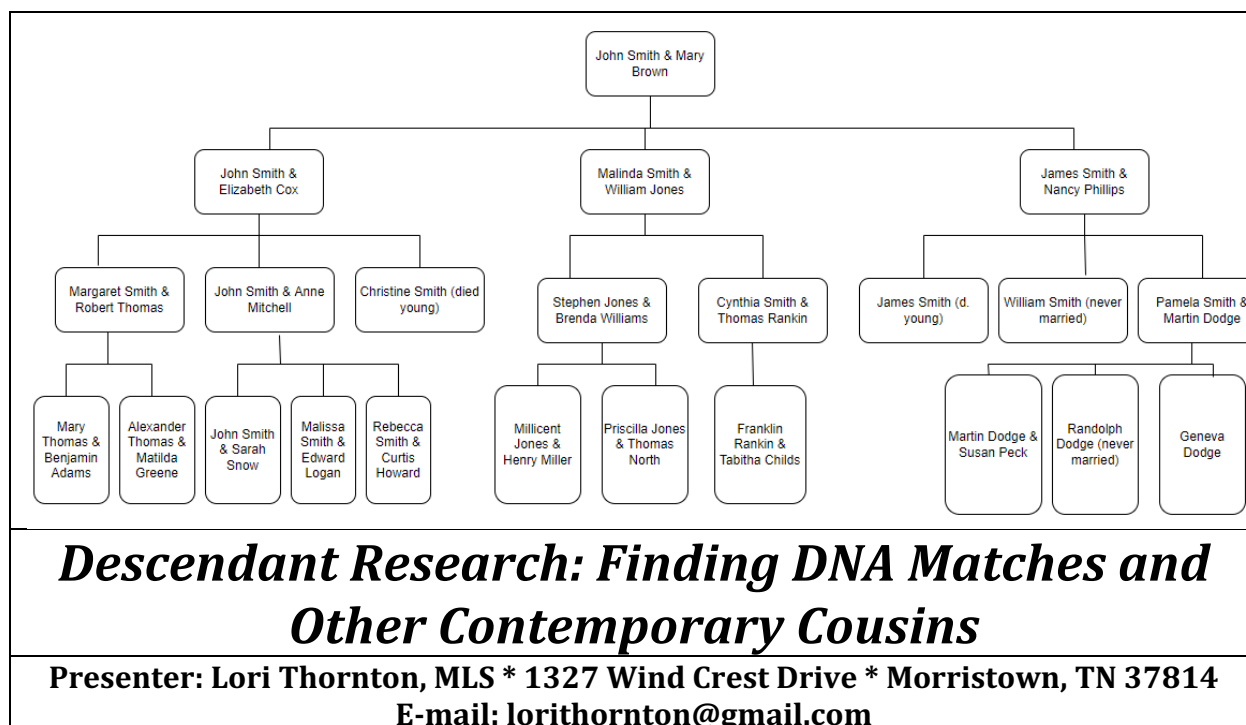 John Smith & Mary
Brown
John Smith &
Elizabeth Cox
Malinda Smith &
William Jones
James Smith &
Nancy Phillips
Margaret Smith &
Robert Thomas
John Smith & Anne
Mitchell
Christine Smith (died
young)
Stephen Jones &
Brenda Williams
Cynthia Smith &
Thomas Rankin
James Smith (d.
young)
William Smith (never
married)
Pamela Smith &
Martin Dodge
Mary
Thomas &
Benjamin
Adams
Alexander
Thomas &
Matilda
Greene
John Smith
& Sarah
Snow
Malissa
Smith &
Edward
Logan
Rebecca
Smith &
Curtis
Howard
Millicent
Jones &
Henry Miller
Priscilla Jones
& Thomas
North
Franklin
Rankin &
Tabitha Childs
Martin Dodge &
Susan Peck
Randolph
Dodge (never
married)
Geneva
Dodge
Descendant Research: Finding DNA Matches and
Other Contemporary Cousins
Presenter: Lori Thornton, MLS * 1327 Wind Crest Drive * Morristown, TN 37814
E-mail: lorithornton@gmail.com